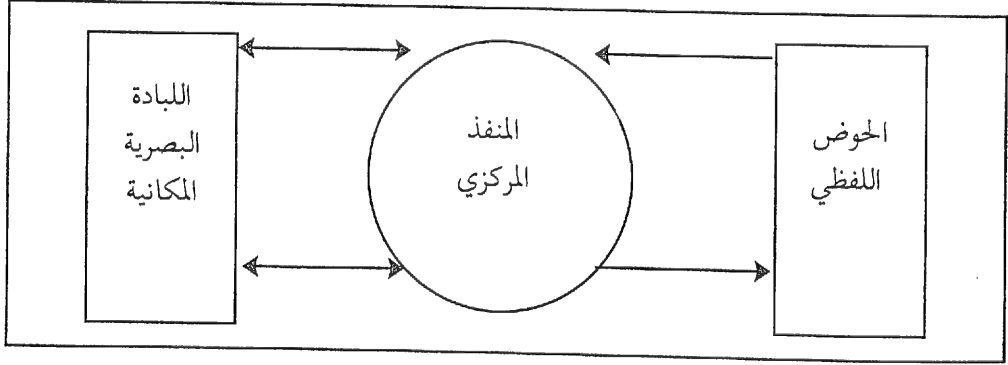 الحوض
اللفظي
المنفذ
المركزي
اللبادة
البصرية
المكانية